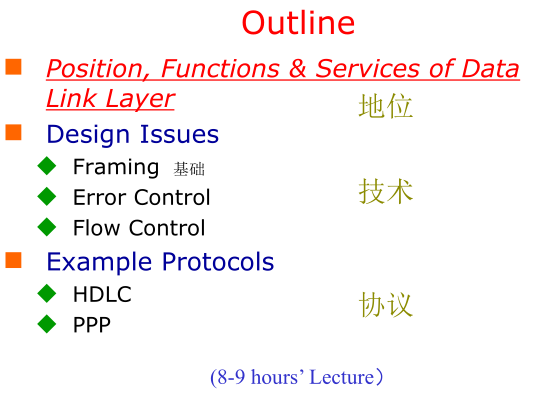 Outline
Position, Functions & Services of Data
Link Layer
地位
Design Issues
Framing 基础
Error Control
技术
Flow Control
Example Protocols
HDLC
协议
PPP
(8-9 hours’ Lecture）